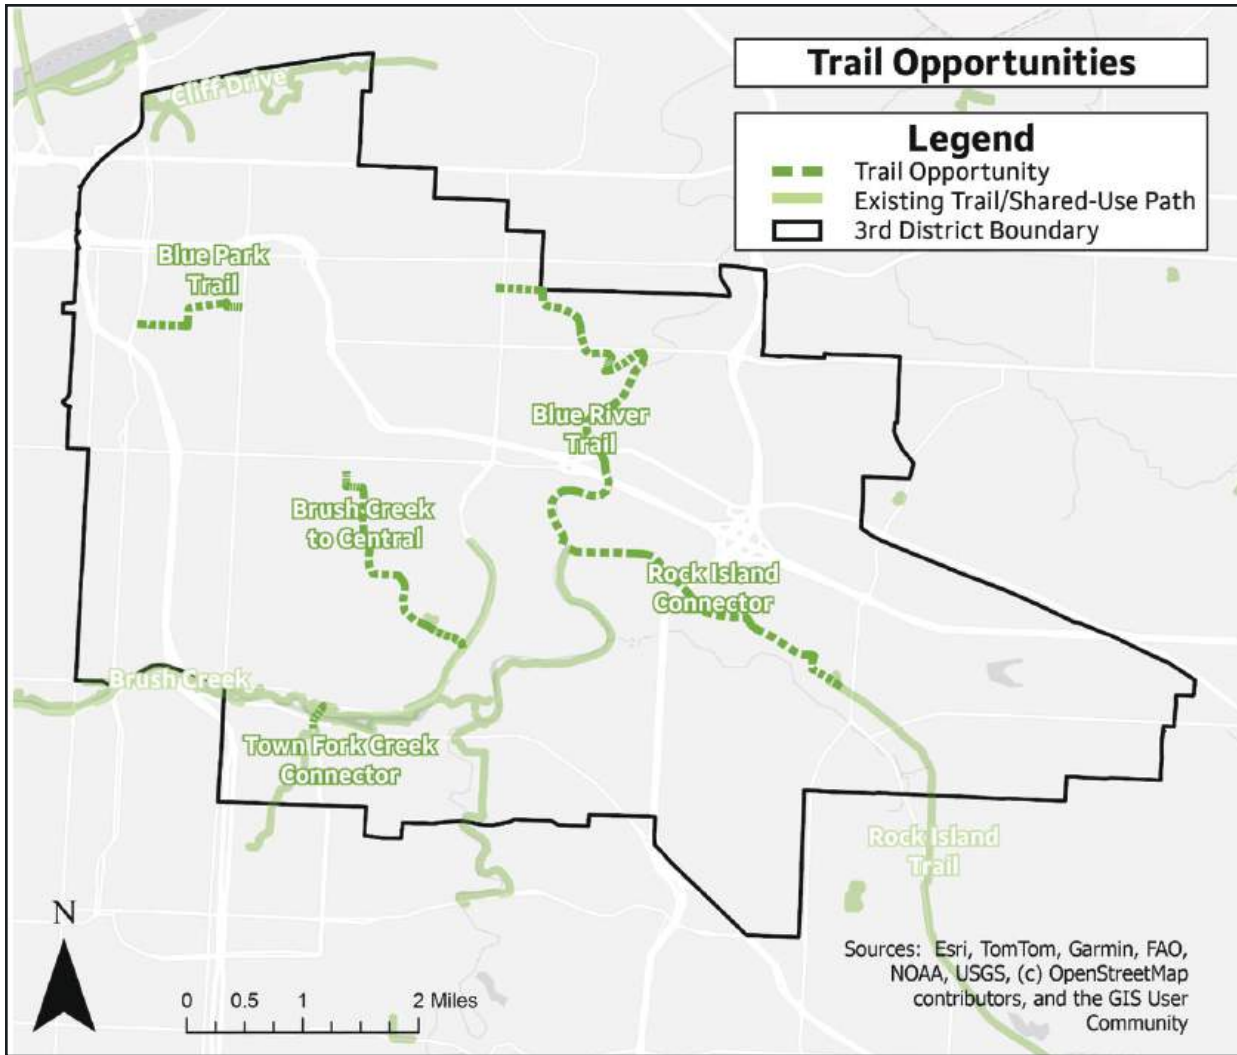 Trail Opportunities
Legend
Trail Opportunity
Existing Trail/Shared-Use Path
3rd District Boundary
Cliff Drive
Blue Park
Trail
Blue River
Trail
Brush Creek
to Central
Rock Island
Connector
Brush Creek
Town Fork Creek
Connector
Rock Island
Trail
N
0 0.5 1 2 Miles
Sources: Esri, TomTom, Garmin, FAO,
NOAA, USGS, (c) OpenStreetMap
contributors, and the GIS User
Community